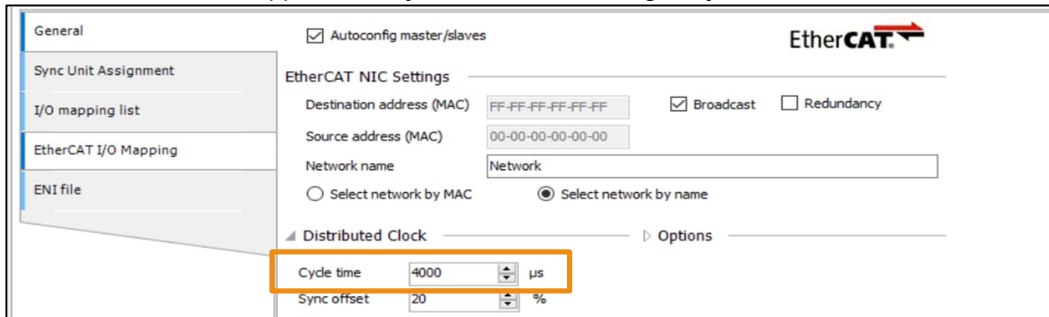 General
Autoconfig master/slaves
EtherCAT.
Sync Unit Assignment
EtherCAT NIC Settings
I/O mapping list
Destination address (MAC) FF-FF-FF-FF-FF-FF Broadcast Redundancy
Source address (MAC) 00-00-00-00-00-00
EtherCAT I/O Mapping
Network name Network
ENI file
Select network by MAC Select network by name
Distributed Clock Options
Cycle time 4000 µs
Sync offset 20 %